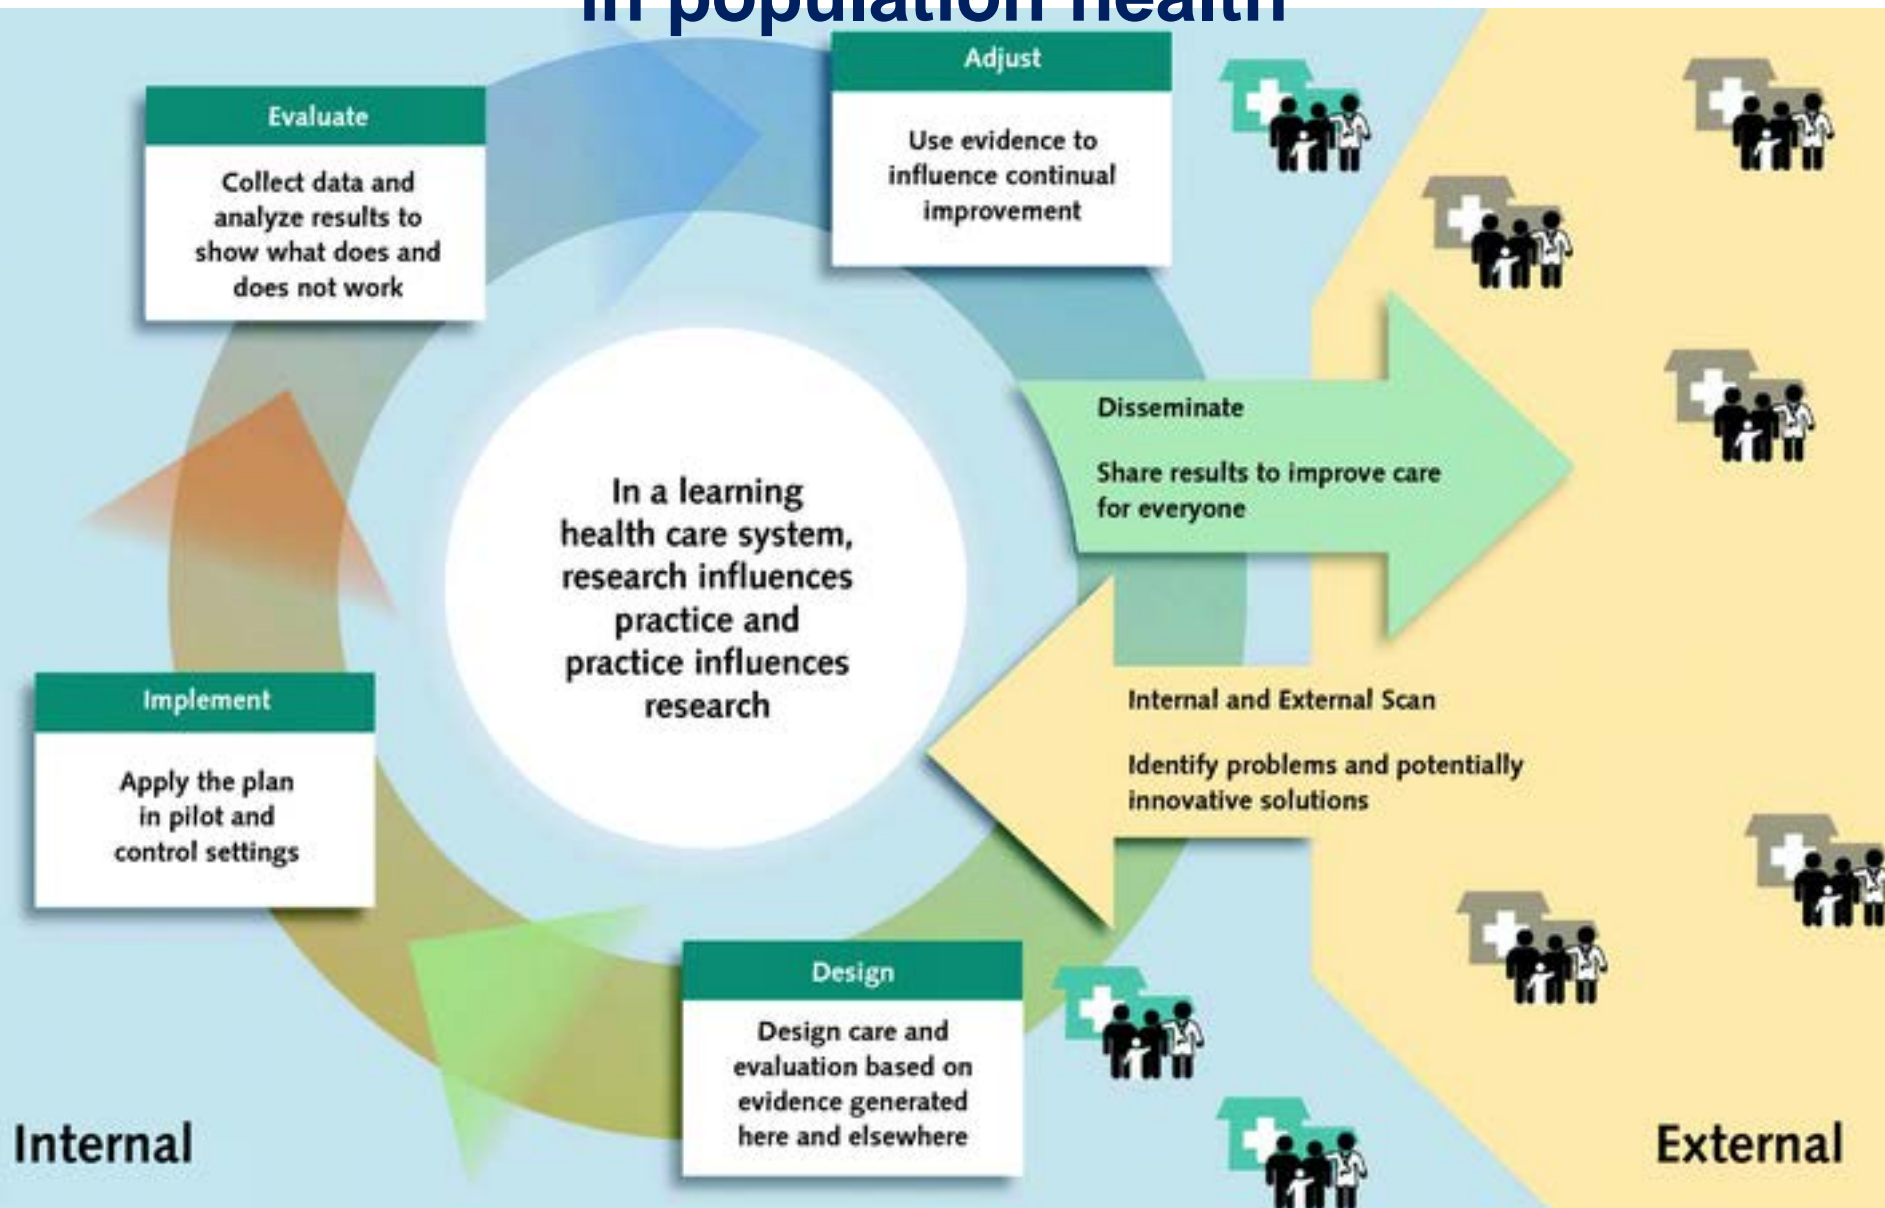 in population health
Adjust
Use evidence to
influence continual
improvement
Evaluate
Collect data and
analyze results to
show what does and
does not work
Disseminate
Share results to improve care
for everyone
In a learning
health care system,
research influences
practice and
practice influences
research
Internal and External Scan
Identify problems and potentially
innovative solutions
Implement
Apply the plan
in pilot and
control settings
Design
Design care and
evaluation based on
evidence generated
here and elsewhere
Internal
External